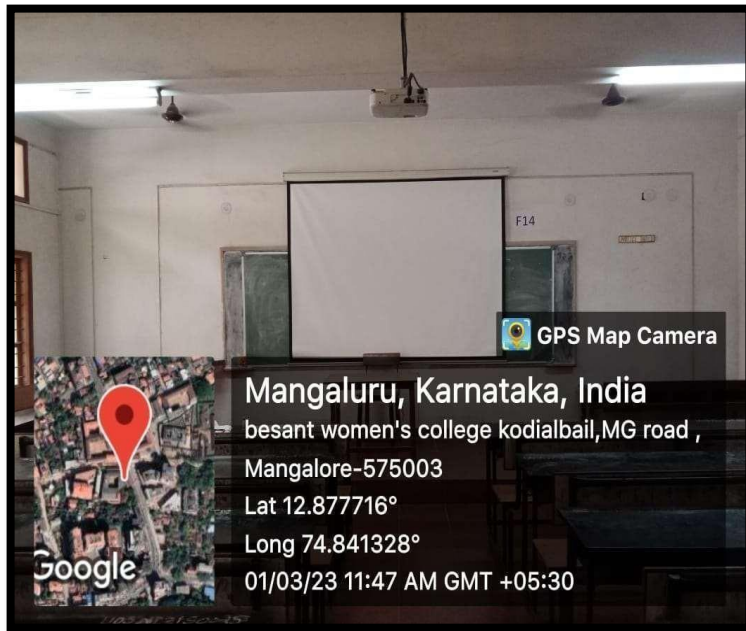 F14
GPS Map Camera
Mangaluru, Karnataka, India
besant women's college kodialbail,MG road ,
Mangalore-575003
Lat 12.877716°
Long 74.841328°
01/03/23 11:47 AM GMT +05:30
Google